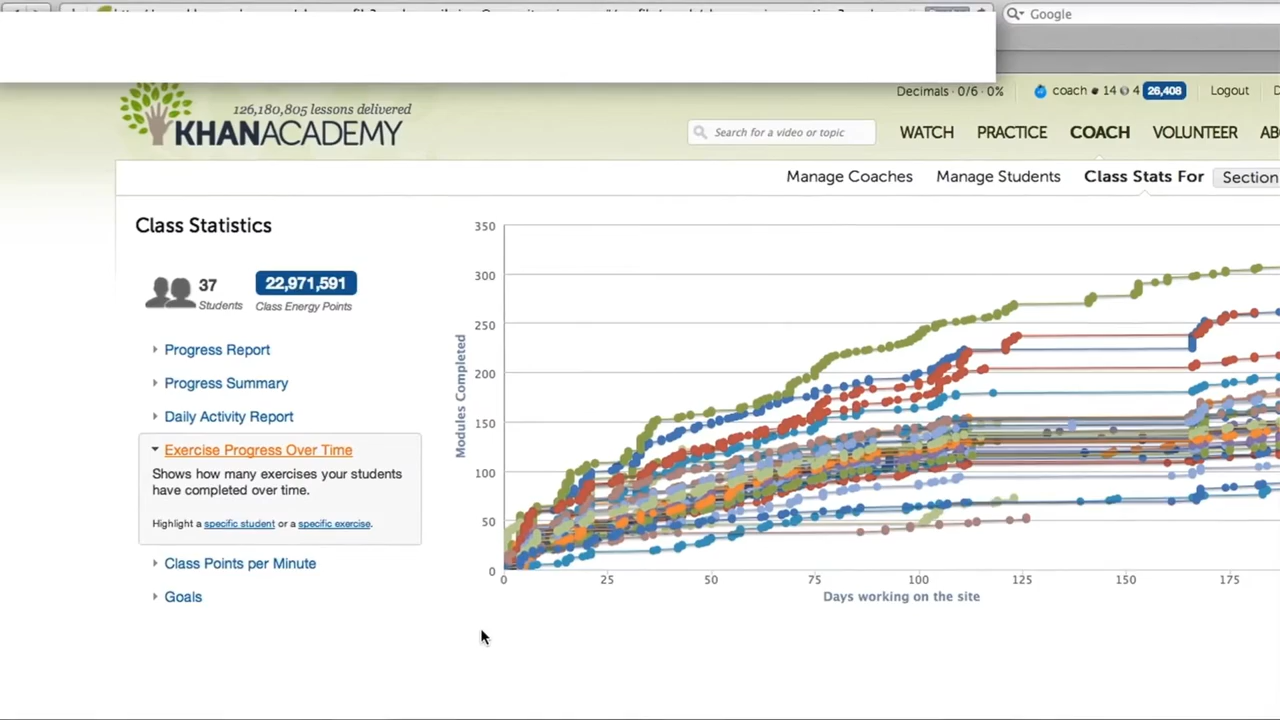 Google
Decimals · 0/6 · 0%
coach 14 4 26,408 Logout
126,180,805 lessons delivered
KHANACADEMY
Search for a video or topic
WATCH PRACTICE COACH VOLUNTEER
Manage Coaches Manage Students Class Stats For Section
Class Statistics
37 Students
22,971,591
Class Energy Points
Progress Report
Progress Summary
Daily Activity Report
Exercise Progress Over Time
Shows how many exercises your students
have completed over time.
Highlight a specific student or a specific exercise.
Class Points per Minute
Goals
Modules Completed
350
300
250
200
150
100
50
0
0 25 50 75 100 125 150 175
Days working on the site